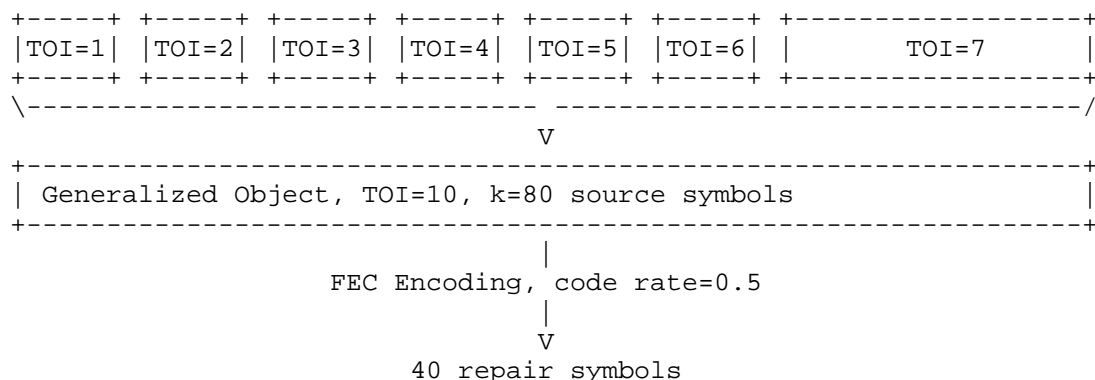 +-----+ +-----+ +-----+ +-----+ +-----+ +-----+ +------------------+
|TOI=1| |TOI=2| |TOI=3| |TOI=4| |TOI=5| |TOI=6| |       TOI=7      |
+-----+ +-----+ +-----+ +-----+ +-----+ +-----+ +------------------+
\-------------------------------- ---------------------------------/
V
+------------------------------------------------------------------+
| Generalized Object, TOI=10, k=80 source symbols                  |
+------------------------------------------------------------------+
|
FEC Encoding, code rate=0.5
|
V
40 repair symbols